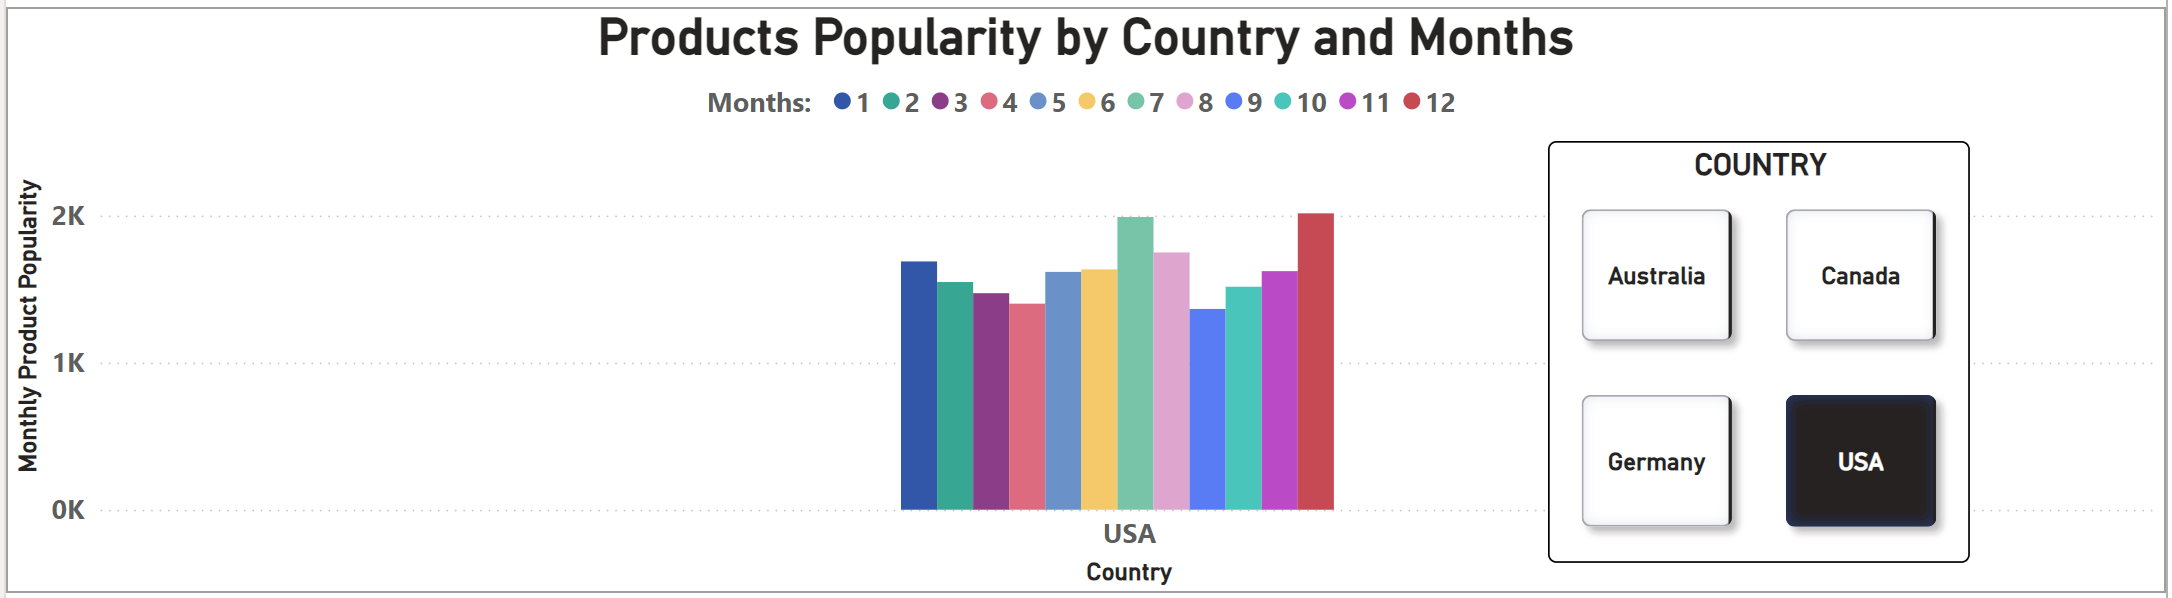 Products Popularity by Country and Months
Months: 1 2 3 4 5 6 7 8 9 10 11 12
Monthly Product Popularity
2K
1K
0K
USA
Country
COUNTRY
Australia Canada
Germany USA